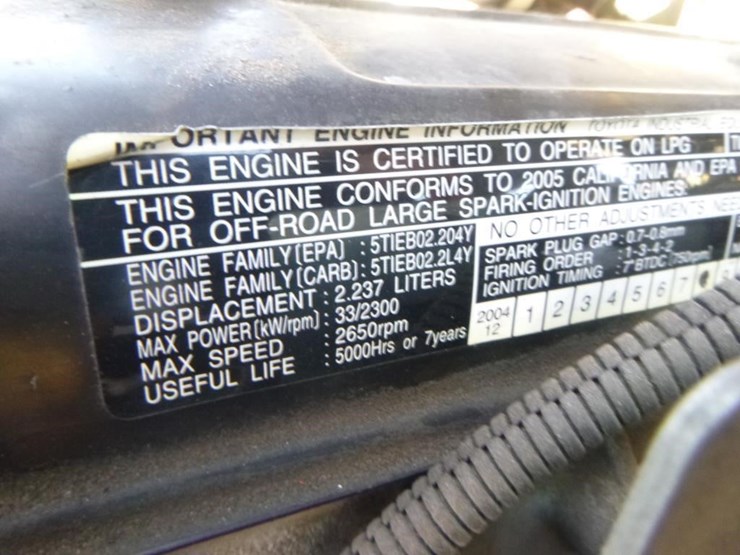 IMPORTANT ENGINE INFORMATION TOYOTA INDUSTRIAL
THIS ENGINE IS CERTIFIED TO OPERATE ON LPG
THIS ENGINE CONFORMS TO 2005 CALIFORNIA AND EPA
FOR OFF-ROAD LARGE SPARK-IGNITION ENGINES.
ENGINE FAMILY(EPA) : 5TIEB02.204Y
ENGINE FAMILY(CARB): 5TIEB02.2L4Y
DISPLACEMENT : 2.237 LITERS
MAX POWER(kW/rpm) : 33/2300
MAX SPEED : 2650rpm
USEFUL LIFE : 5000Hrs or 7years
NO OTHER ADJUSTMENTS NEE
SPARK PLUG GAP : 0.7-0.8mm
FIRING ORDER : 1-3-4-2
IGNITION TIMING : 7°BTDC (750rpm)
2004 12 1 2 3 4 5 6 7